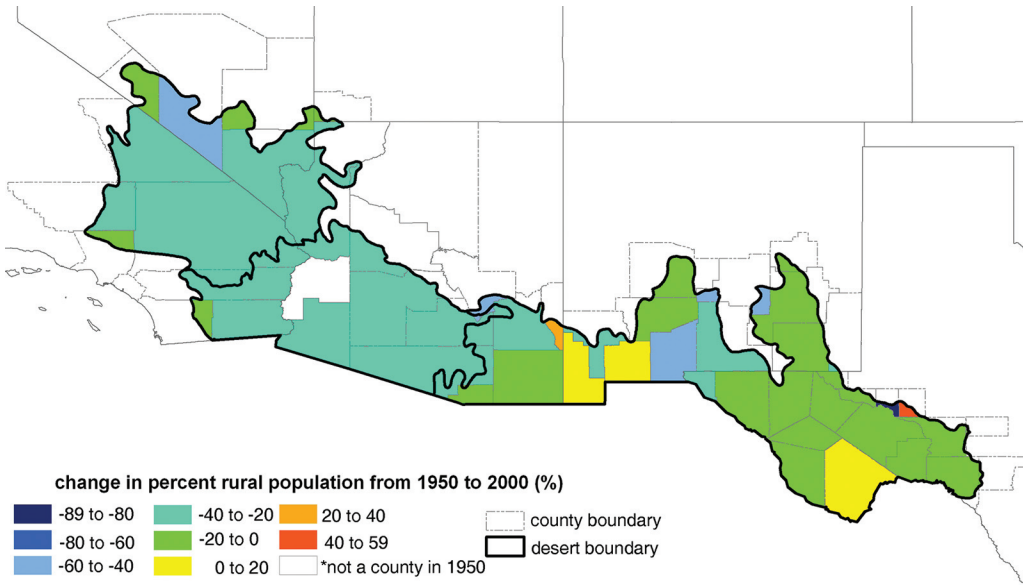 change in percent rural population from 1950 to 2000 (%)
-89 to -80
-80 to -60
-60 to -40
-40 to -20
-20 to 0
0 to 20
20 to 40
40 to 59
*not a county in 1950
county boundary
desert boundary